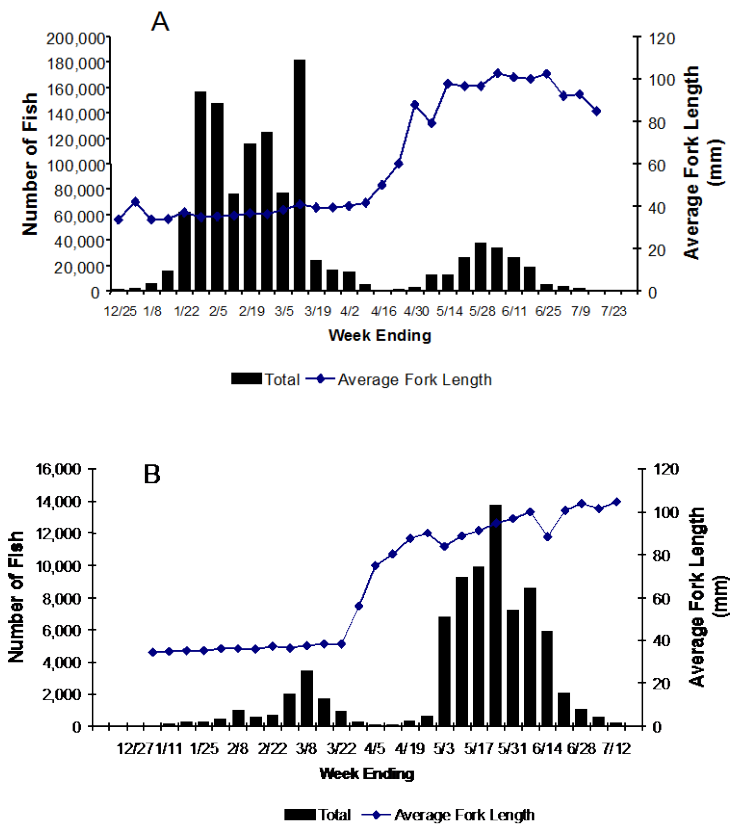 A
200,000
180,000
160,000
140,000
120,000
100,000
80,000
60,000
40,000
20,000
0
Number of Fish
120
100
80
60
40
20
0
Average Fork Length
(mm)
12/25 1/8 1/22 2/5 2/19 3/5 3/19 4/2 4/16 4/30 5/14 5/28 6/11 6/25 7/9 7/23
Week Ending
Total Average Fork Length
B
16,000
14,000
12,000
10,000
8,000
6,000
4,000
2,000
0
Number of Fish
120
100
80
60
40
20
0
Average Fork Length
(mm)
12/27 1/11 1/25 2/8 2/22 3/8 3/22 4/5 4/19 5/3 5/17 5/31 6/14 6/28 7/12
Week Ending
Total Average Fork Length